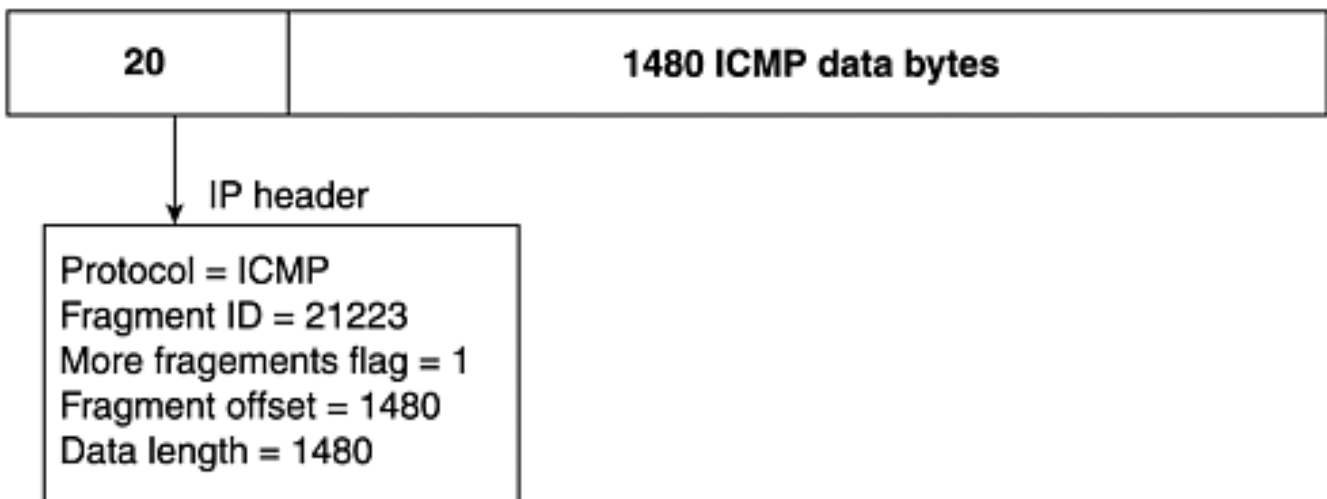 20
1480 ICMP data bytes
IP header
Protocol = ICMP
Fragment ID = 21223
More fragements flag = 1
Fragment offset = 1480
Data length = 1480